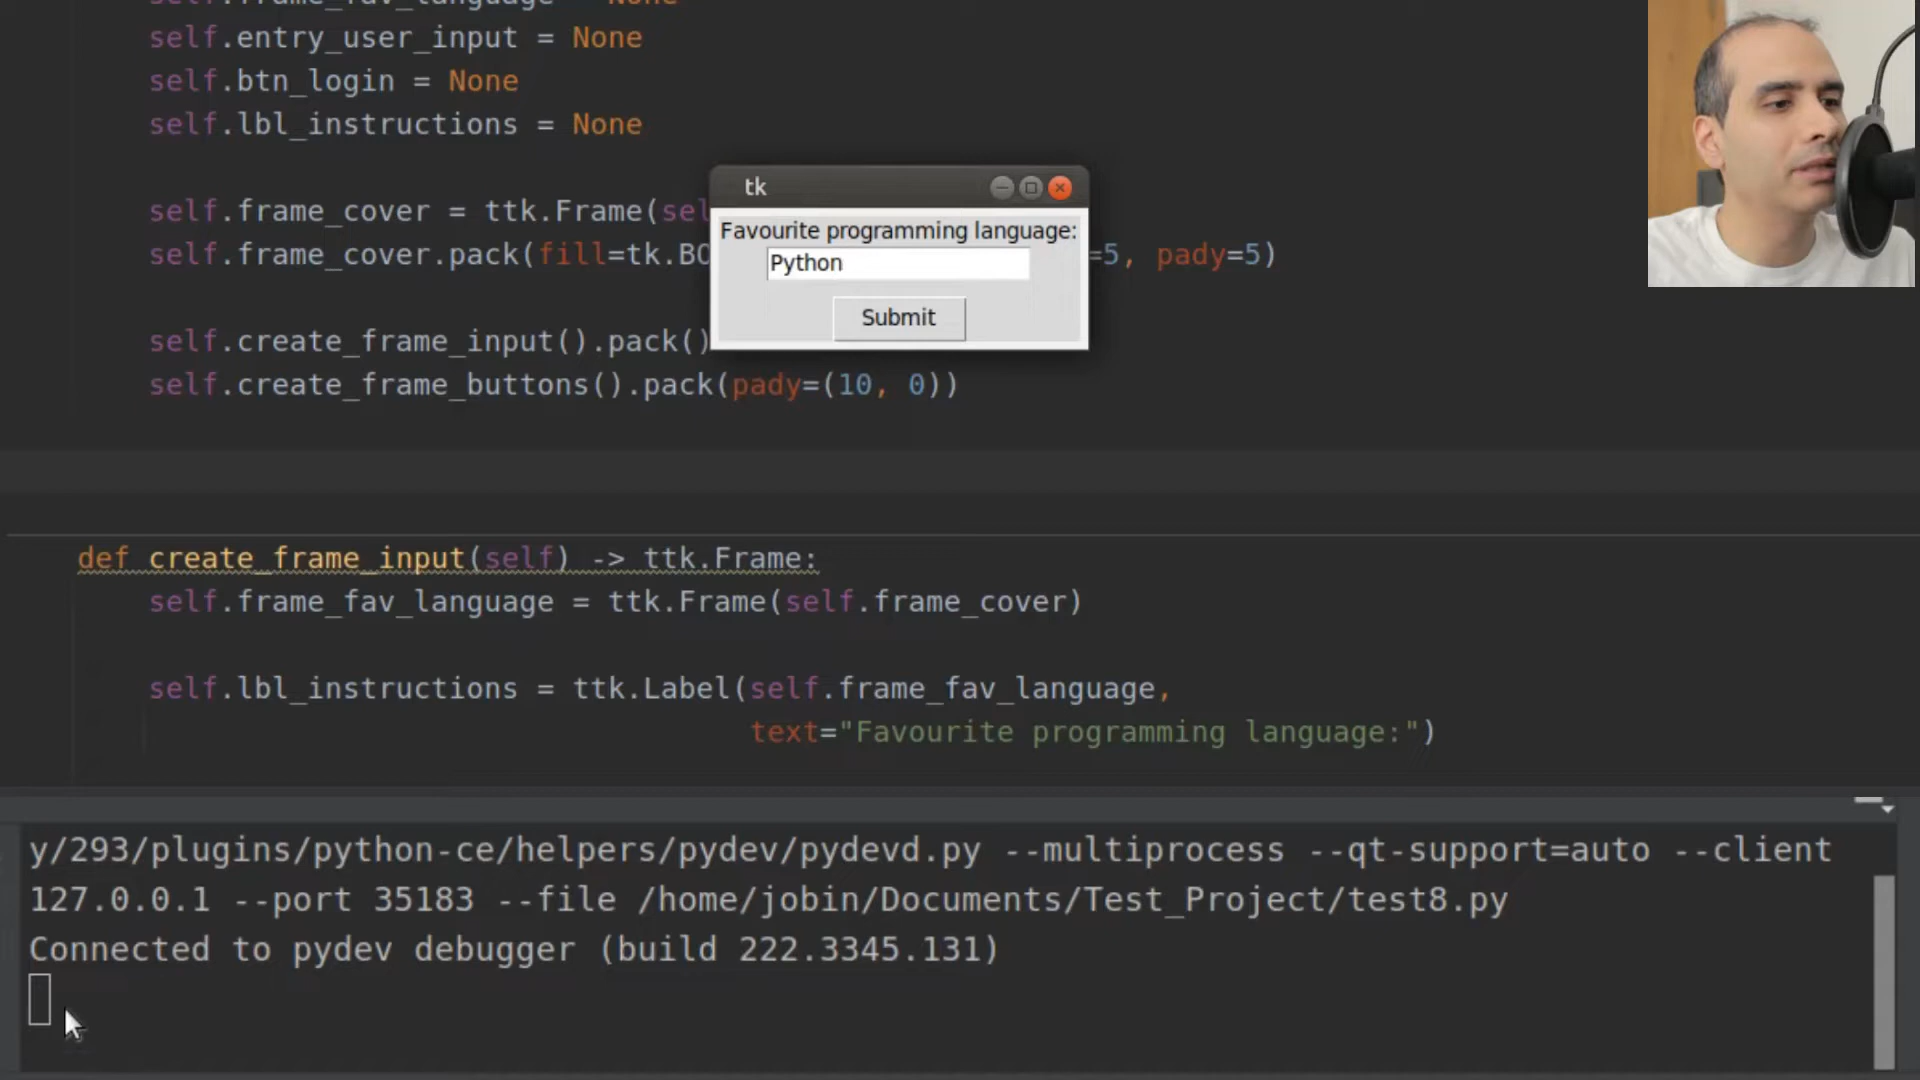 self.frame_fav_language = None
self.entry_user_input = None
self.btn_login = None
self.lbl_instructions = None
self.frame_cover = ttk.Frame(sel
self.frame_cover.pack(fill=tk.BO
=5, pady=5)
self.create_frame_input().pack()
self.create_frame_buttons().pack(pady=(10, 0))
tk
Favourite programming language:
Python
Submit
def create_frame_input(self) -> ttk.Frame:
self.frame_fav_language = ttk.Frame(self.frame_cover)
self.lbl_instructions = ttk.Label(self.frame_fav_language,
text="Favourite programming language:")
y/293/plugins/python-ce/helpers/pydev/pydevd.py --multiprocess --qt-support=auto --client
127.0.0.1 --port 35183 --file /home/jobin/Documents/Test_Project/test8.py
Connected to pydev debugger (build 222.3345.131)